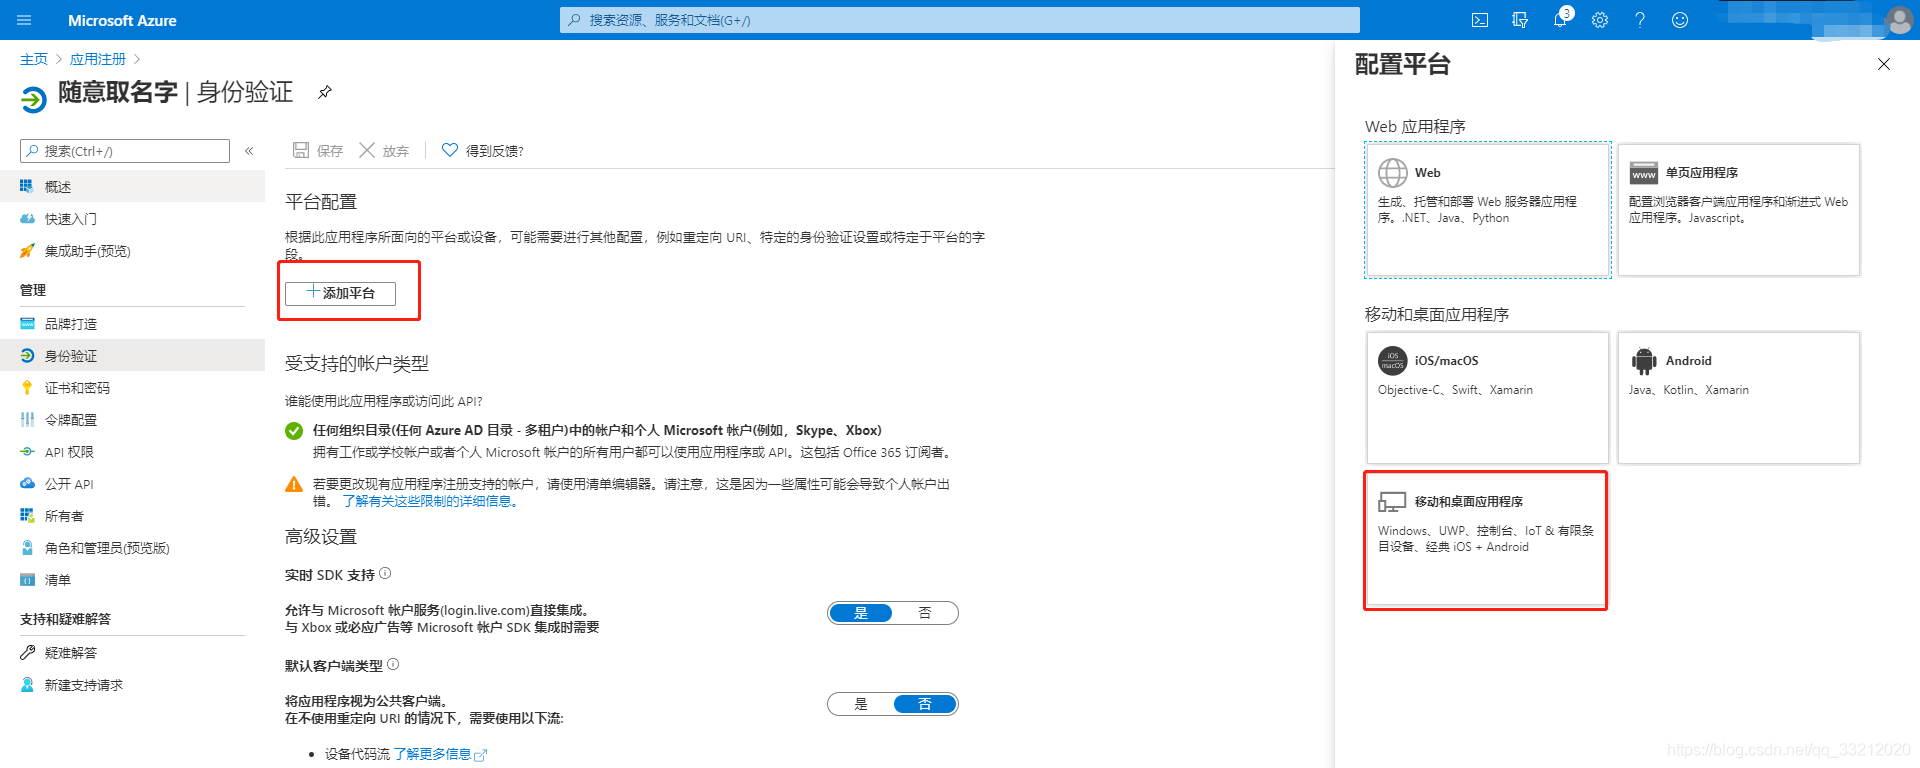 Microsoft Azure
搜索资源、服务和文档(G+/)
3
主页 > 应用注册 >
随意取名字 | 身份验证
搜索(Ctrl+/)
«
概述
快速入门
集成助手(预览)
管理
品牌打造
身份验证
证书和密码
令牌配置
API 权限
公开 API
所有者
角色和管理员(预览版)
清单
支持和疑难解答
疑难解答
新建支持请求
保存
放弃
得到反馈?
平台配置
根据此应用程序所面向的平台或设备，可能需要进行其他配置，例如重定向 URI、特定的身份验证设置或特定于平台的字
段。
+添加平台
受支持的帐户类型
谁能使用此应用程序或访问此 API?
任何组织目录(任何 Azure AD 目录 - 多租户)中的帐户和个人 Microsoft 帐户(例如，Skype、Xbox)
拥有工作或学校帐户或者个人 Microsoft 帐户的所有用户都可以使用应用程序或 API。这包括 Office 365 订阅者。
若要更改现有应用程序注册支持的帐户，请使用清单编辑器。请注意，这是因为一些属性可能会导致个人帐户出
错。 了解有关这些限制的详细信息。
高级设置
实时 SDK 支持
允许与 Microsoft 帐户服务(login.live.com)直接集成。
与 Xbox 或必应广告等 Microsoft 帐户 SDK 集成时需要
是 否
默认客户端类型
将应用程序视为公共客户端。
在不使用重定向 URI 的情况下，需要使用以下流:
是 否
• 设备代码流 了解更多信息
配置平台
Web 应用程序
Web
生成、托管和部署 Web 服务器应用程
序。.NET、Java、Python
www
单页应用程序
配置浏览器客户端应用程序和渐进式 Web
应用程序。Javascript。
移动和桌面应用程序
iOS
macOS
iOS/macOS
Objective-C、Swift、Xamarin
Android
Java、Kotlin、Xamarin
移动和桌面应用程序
Windows、UWP、控制台、IoT & 有限条
目设备、经典 iOS + Android
https://blog.csdn.net/qq_33212020